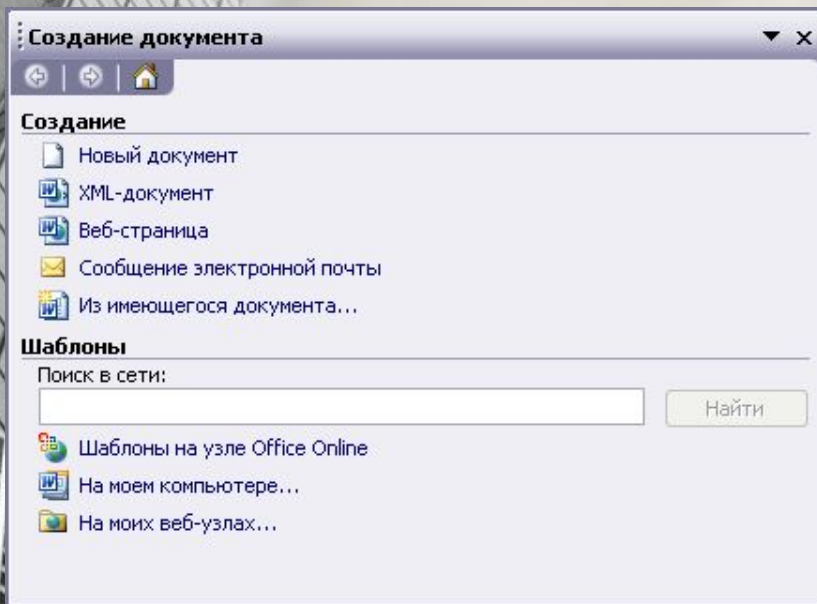 Создание документа
Создание
Новый документ
XML-документ
Веб-страница
Сообщение электронной почты
Из имеющегося документа...
Шаблоны
Поиск в сети:
Найти
Шаблоны на узле Office Online
На моем компьютере...
На моих веб-узлах...